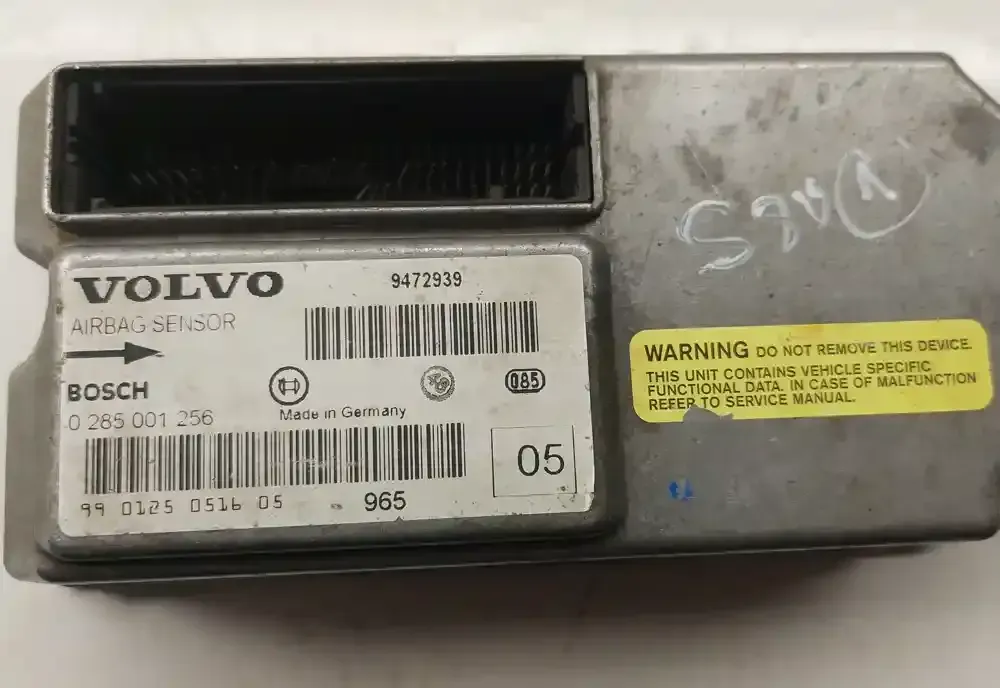 VOLVO
9472939
AIRBAG SENSOR
BOSCH
0 285 001 256
Made in Germany
085
99 0125 0516 05
965
05
WARNING DO NOT REMOVE THIS DEVICE.
THIS UNIT CONTAINS VEHICLE SPECIFIC
FUNCTIONAL DATA. IN CASE OF MALFUNCTION
REFER TO SERVICE MANUAL.